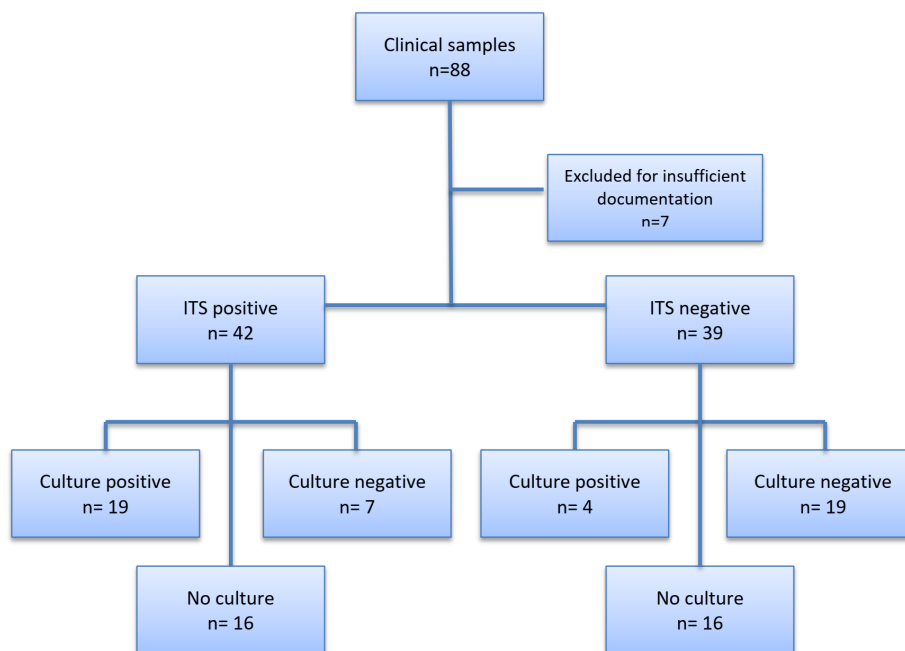 Clinical samples
n=88
Excluded for insufficient
documentation
n=7
ITS positive
n= 42
ITS negative
n= 39
Culture positive
n= 19
Culture negative
n= 7
Culture positive
n= 4
Culture negative
n= 19
No culture
n= 16
No culture
n= 16